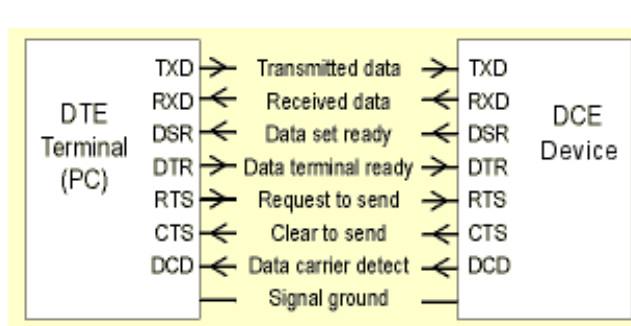 TXD Transmitted data TXD
RXD Received data RXD
DTE Terminal (PC)
DSR Data set ready DSR
DCE Device
DTR Data terminal ready DTR
RTS Request to send RTS
CTS Clear to send CTS
DCD Data carrier detect DCD
Signal ground